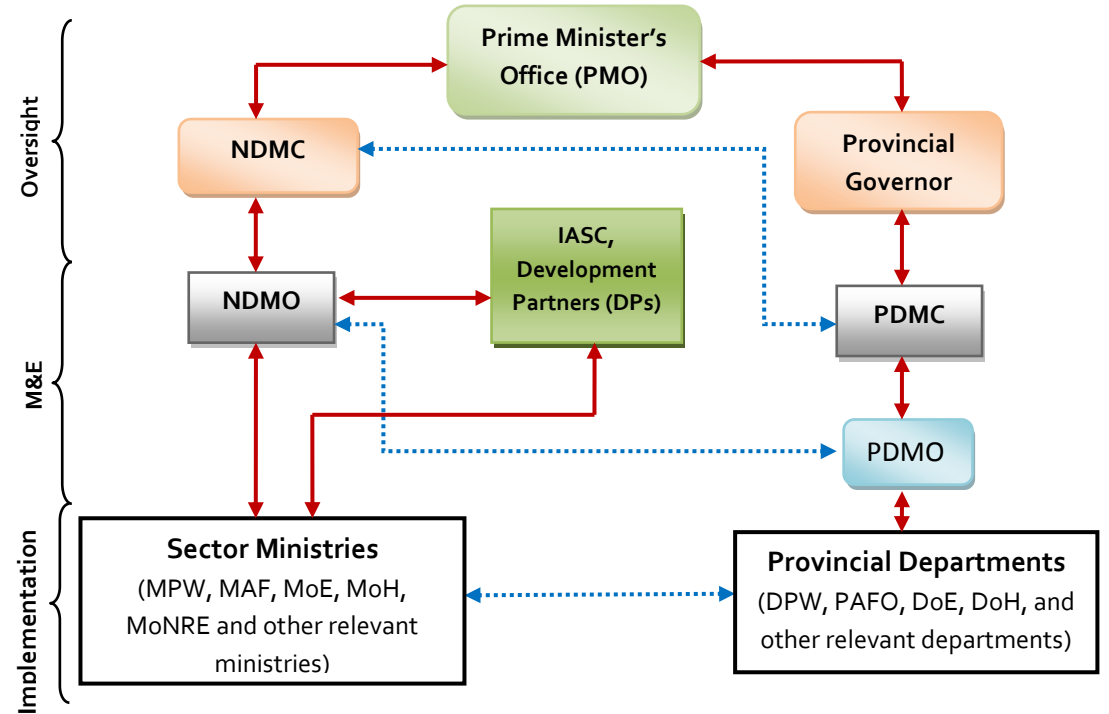 Prime Minister's
Office (PMO)
Oversight
NDMC
Provincial
Governor
IASC,
Development
Partners (DPs)
NDMO
PDMC
M&E
PDMO
Implementation
Sector Ministries
(MPW, MAF, MoE, MoH,
MoNRE and other relevant
ministries)
Provincial Departments
(DPW, PAFO, DoE, DoH, and
other relevant departments)